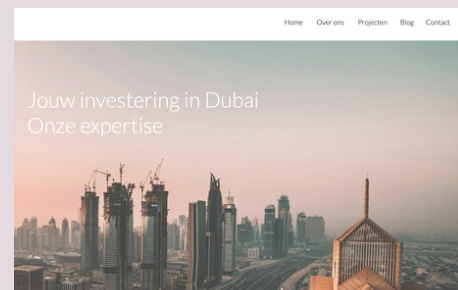 Home Over ons Projecten Blog Contact
Jouw investering in Dubai
Onze expertise